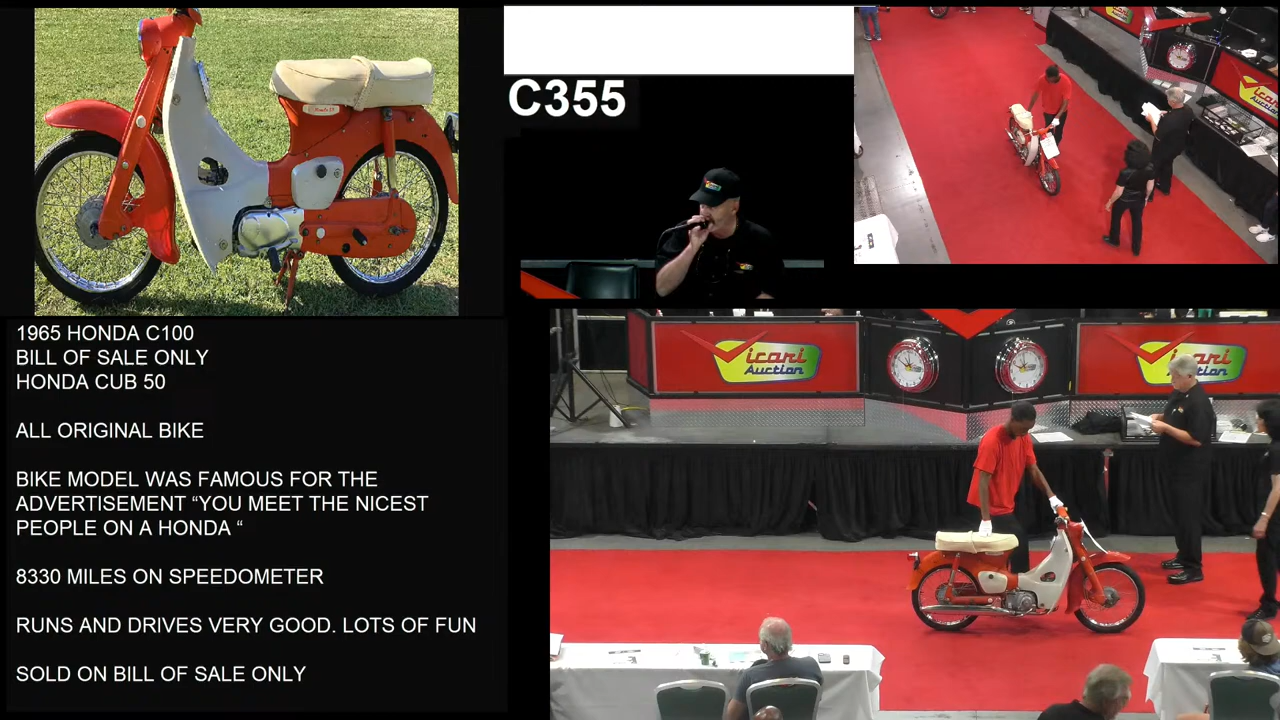 C355
1965 HONDA C100
BILL OF SALE ONLY
HONDA CUB 50
ALL ORIGINAL BIKE
BIKE MODEL WAS FAMOUS FOR THE
ADVERTISEMENT “YOU MEET THE NICEST
PEOPLE ON A HONDA “
8330 MILES ON SPEEDOMETER
RUNS AND DRIVES VERY GOOD. LOTS OF FUN
SOLD ON BILL OF SALE ONLY
Vicari
Auction
Vicari
Auction
Vicari
Auction